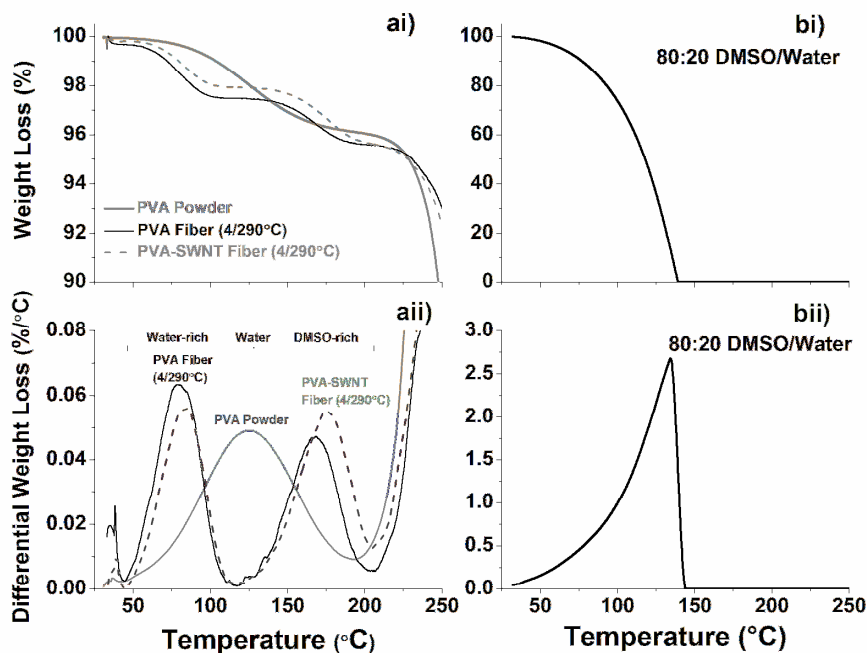 ai)
100
98
96
94
92
90
Weight Loss (%)
PVA Powder
PVA Fiber (4/290°C)
PVA-SWNT Fiber (4/290°C)
bi)
80:20 DMSO/Water
100
80
60
40
20
0
aii)
0.08
0.06
0.04
0.02
0.00
Differential Weight Loss (%/°C)
Water-rich Water DMSO-rich
PVA Fiber
(4/290°C)
PVA Powder
PVA-SWNT
Fiber (4/290°C)
50 100 150 200 250
Temperature (°C)
bii)
80:20 DMSO/Water
3.0
2.5
2.0
1.5
1.0
0.5
0.0
50 100 150 200 250
Temperature (°C)